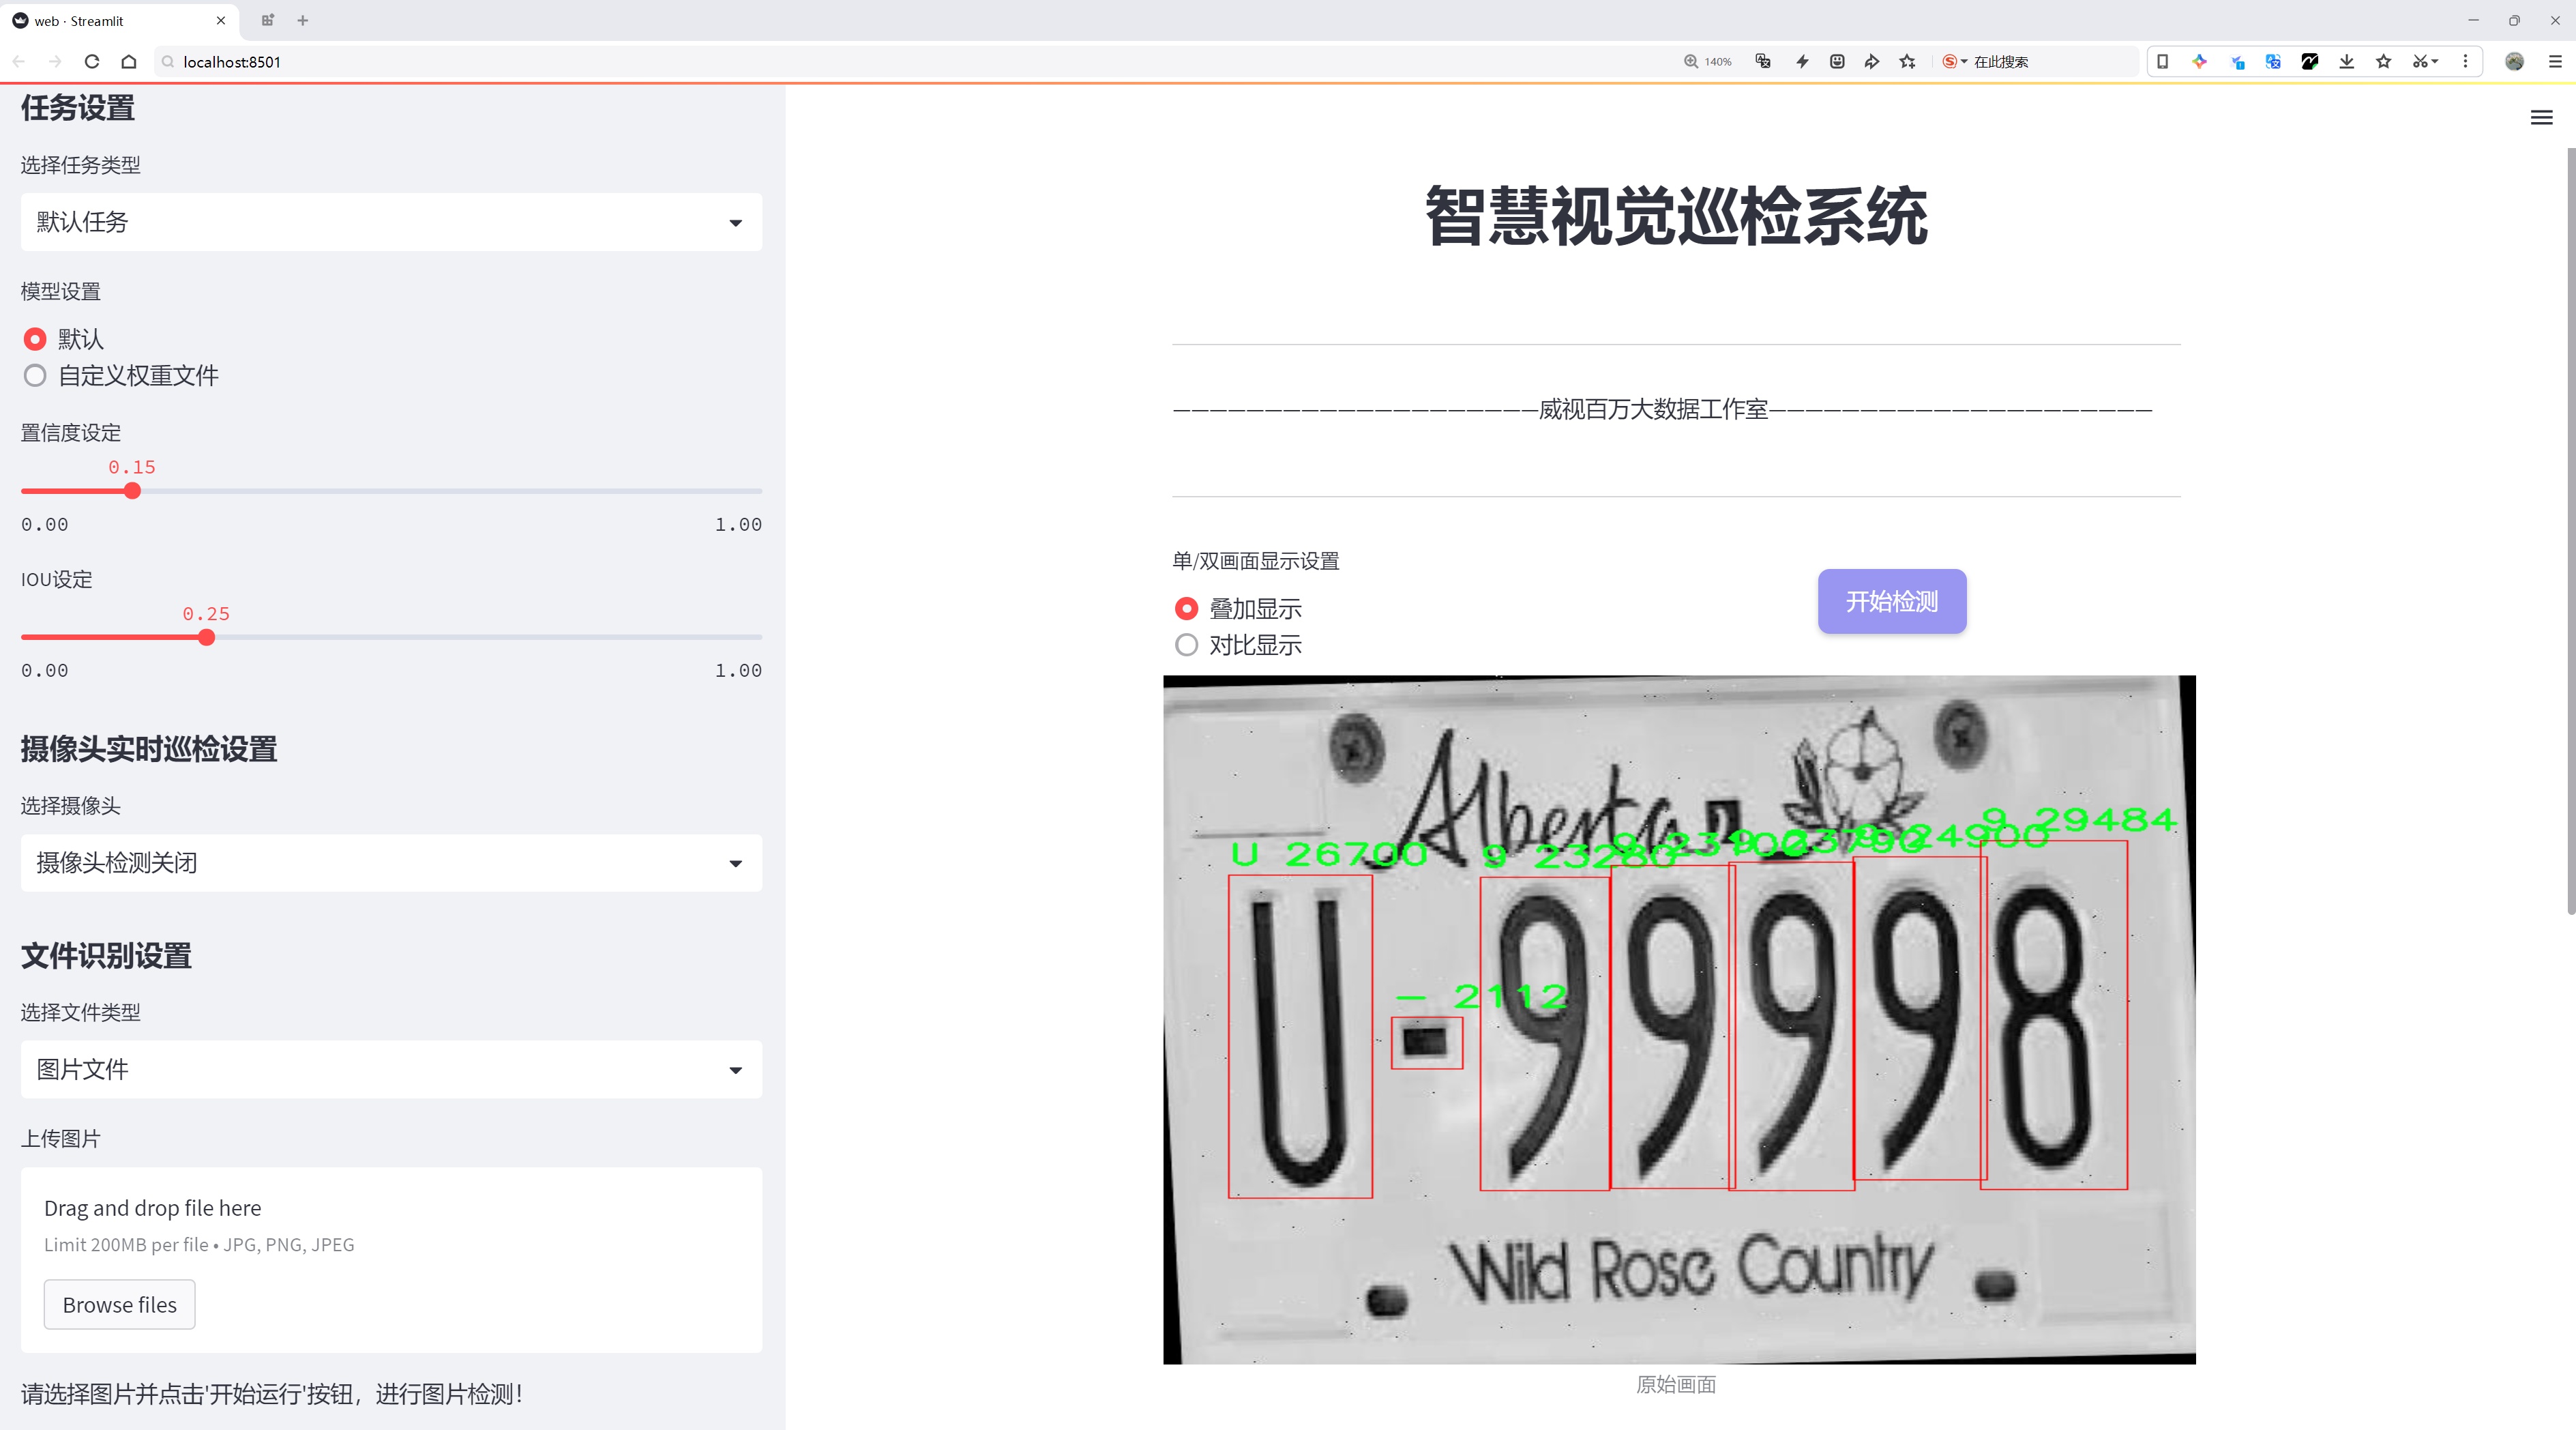 web · Streamlit
localhost:8501
140%
在此搜索
任务设置
选择任务类型
默认任务
模型设置
默认
自定义权重文件
置信度设定
0.15
0.00
1.00
IOU设定
0.25
0.00
1.00
摄像头实时巡检设置
选择摄像头
摄像头检测关闭
文件识别设置
选择文件类型
图片文件
上传图片
Drag and drop file here
Limit 200MB per file • JPG, PNG, JPEG
Browse files
请选择图片并点击'开始运行'按钮，进行图片检测！
智慧视觉巡检系统
————————————————————威视百万大数据工作室—————————————————————
单/双画面显示设置
叠加显示
对比显示
开始检测
Alberta
U 26700
9 23280
9 29484
- 2112
U-99998
Wild Rose Country
原始画面